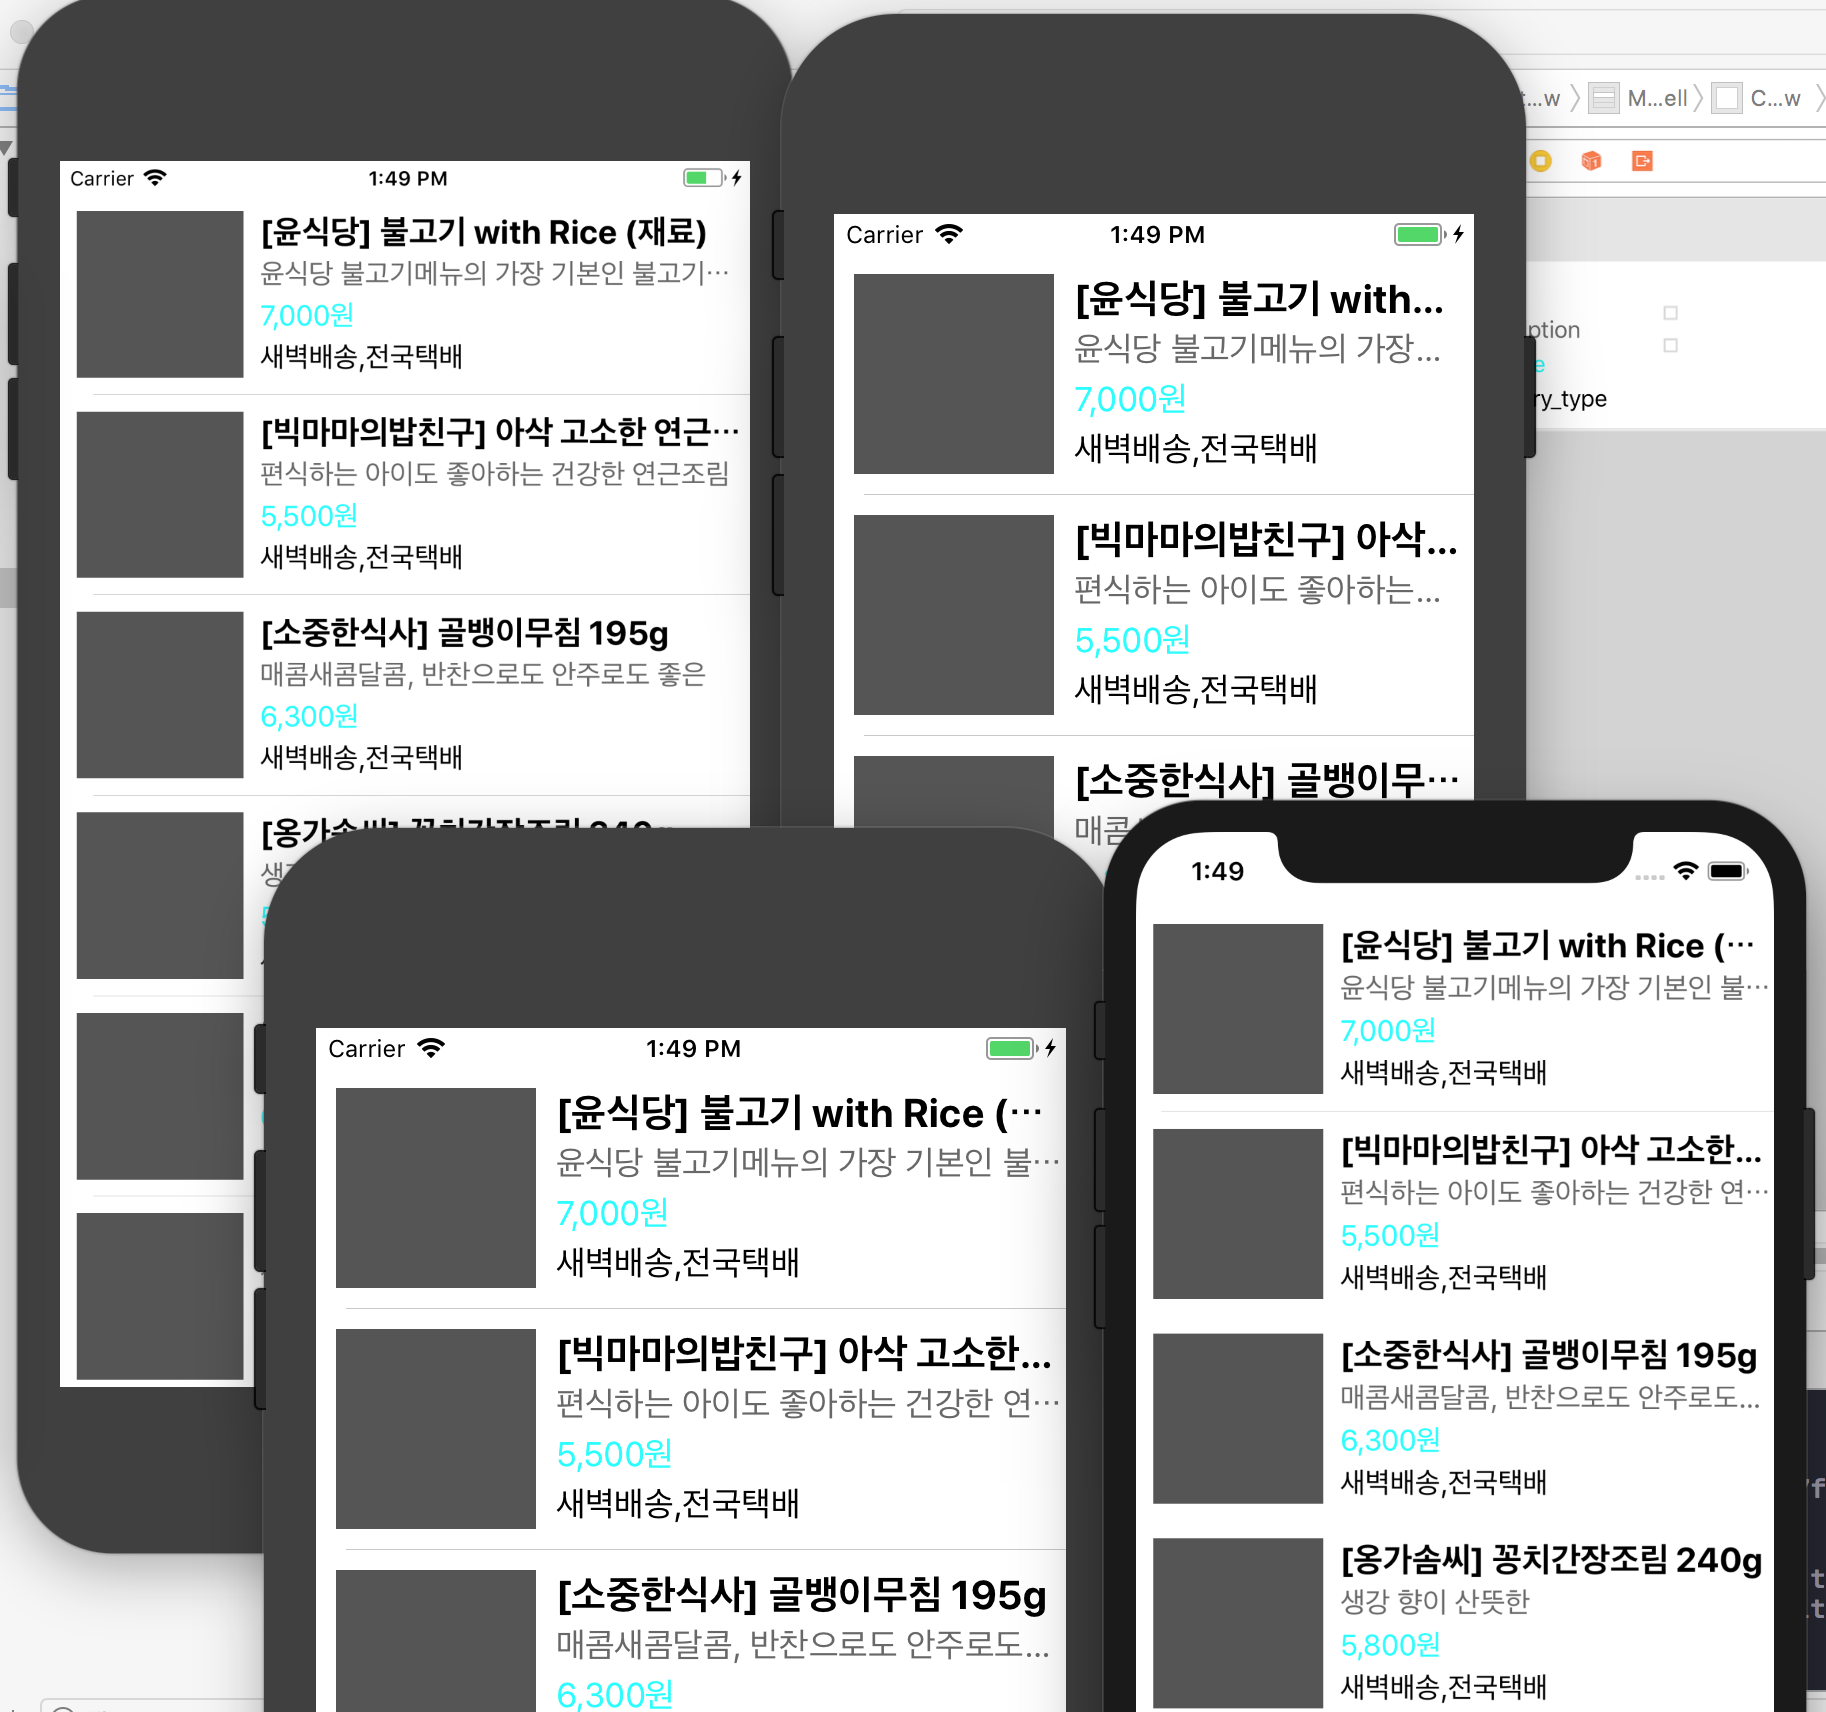 Carrier 1:49 PM
[윤식당] 불고기 with Rice (재료)
윤식당 불고기메뉴의 가장 기본인 불고기…
7,000원
새벽배송,전국택배
[빅마마의밥친구] 아삭 고소한 연근…
편식하는 아이도 좋아하는 건강한 연근조림
5,500원
새벽배송,전국택배
[소중한식사] 골뱅이무침 195g
매콤새콤달콤, 반찬으로도 안주로도 좋은
6,300원
새벽배송,전국택배
[옹가솜씨] 꽁치간장조림 240g
Carrier 1:49 PM
[윤식당] 불고기 with...
윤식당 불고기메뉴의 가장...
7,000원
새벽배송,전국택배
[빅마마의밥친구] 아삭...
편식하는 아이도 좋아하는...
5,500원
새벽배송,전국택배
[소중한식사] 골뱅이무…
매콤
...w M...ell C...w
ption
e
ry_type
Carrier 1:49 PM
[윤식당] 불고기 with Rice (…
윤식당 불고기메뉴의 가장 기본인 불…
7,000원
새벽배송,전국택배
[빅마마의밥친구] 아삭 고소한...
편식하는 아이도 좋아하는 건강한 연…
5,500원
새벽배송,전국택배
[소중한식사] 골뱅이무침 195g
매콤새콤달콤, 반찬으로도 안주로도...
6,300원
1:49
[윤식당] 불고기 with Rice (…
윤식당 불고기메뉴의 가장 기본인 불…
7,000원
새벽배송,전국택배
[빅마마의밥친구] 아삭 고소한...
편식하는 아이도 좋아하는 건강한 연…
5,500원
새벽배송,전국택배
[소중한식사] 골뱅이무침 195g
매콤새콤달콤, 반찬으로도 안주로도...
6,300원
새벽배송,전국택배
[옹가솜씨] 꽁치간장조림 240g
생강 향이 산뜻한
5,800원
새벽배송,전국택배